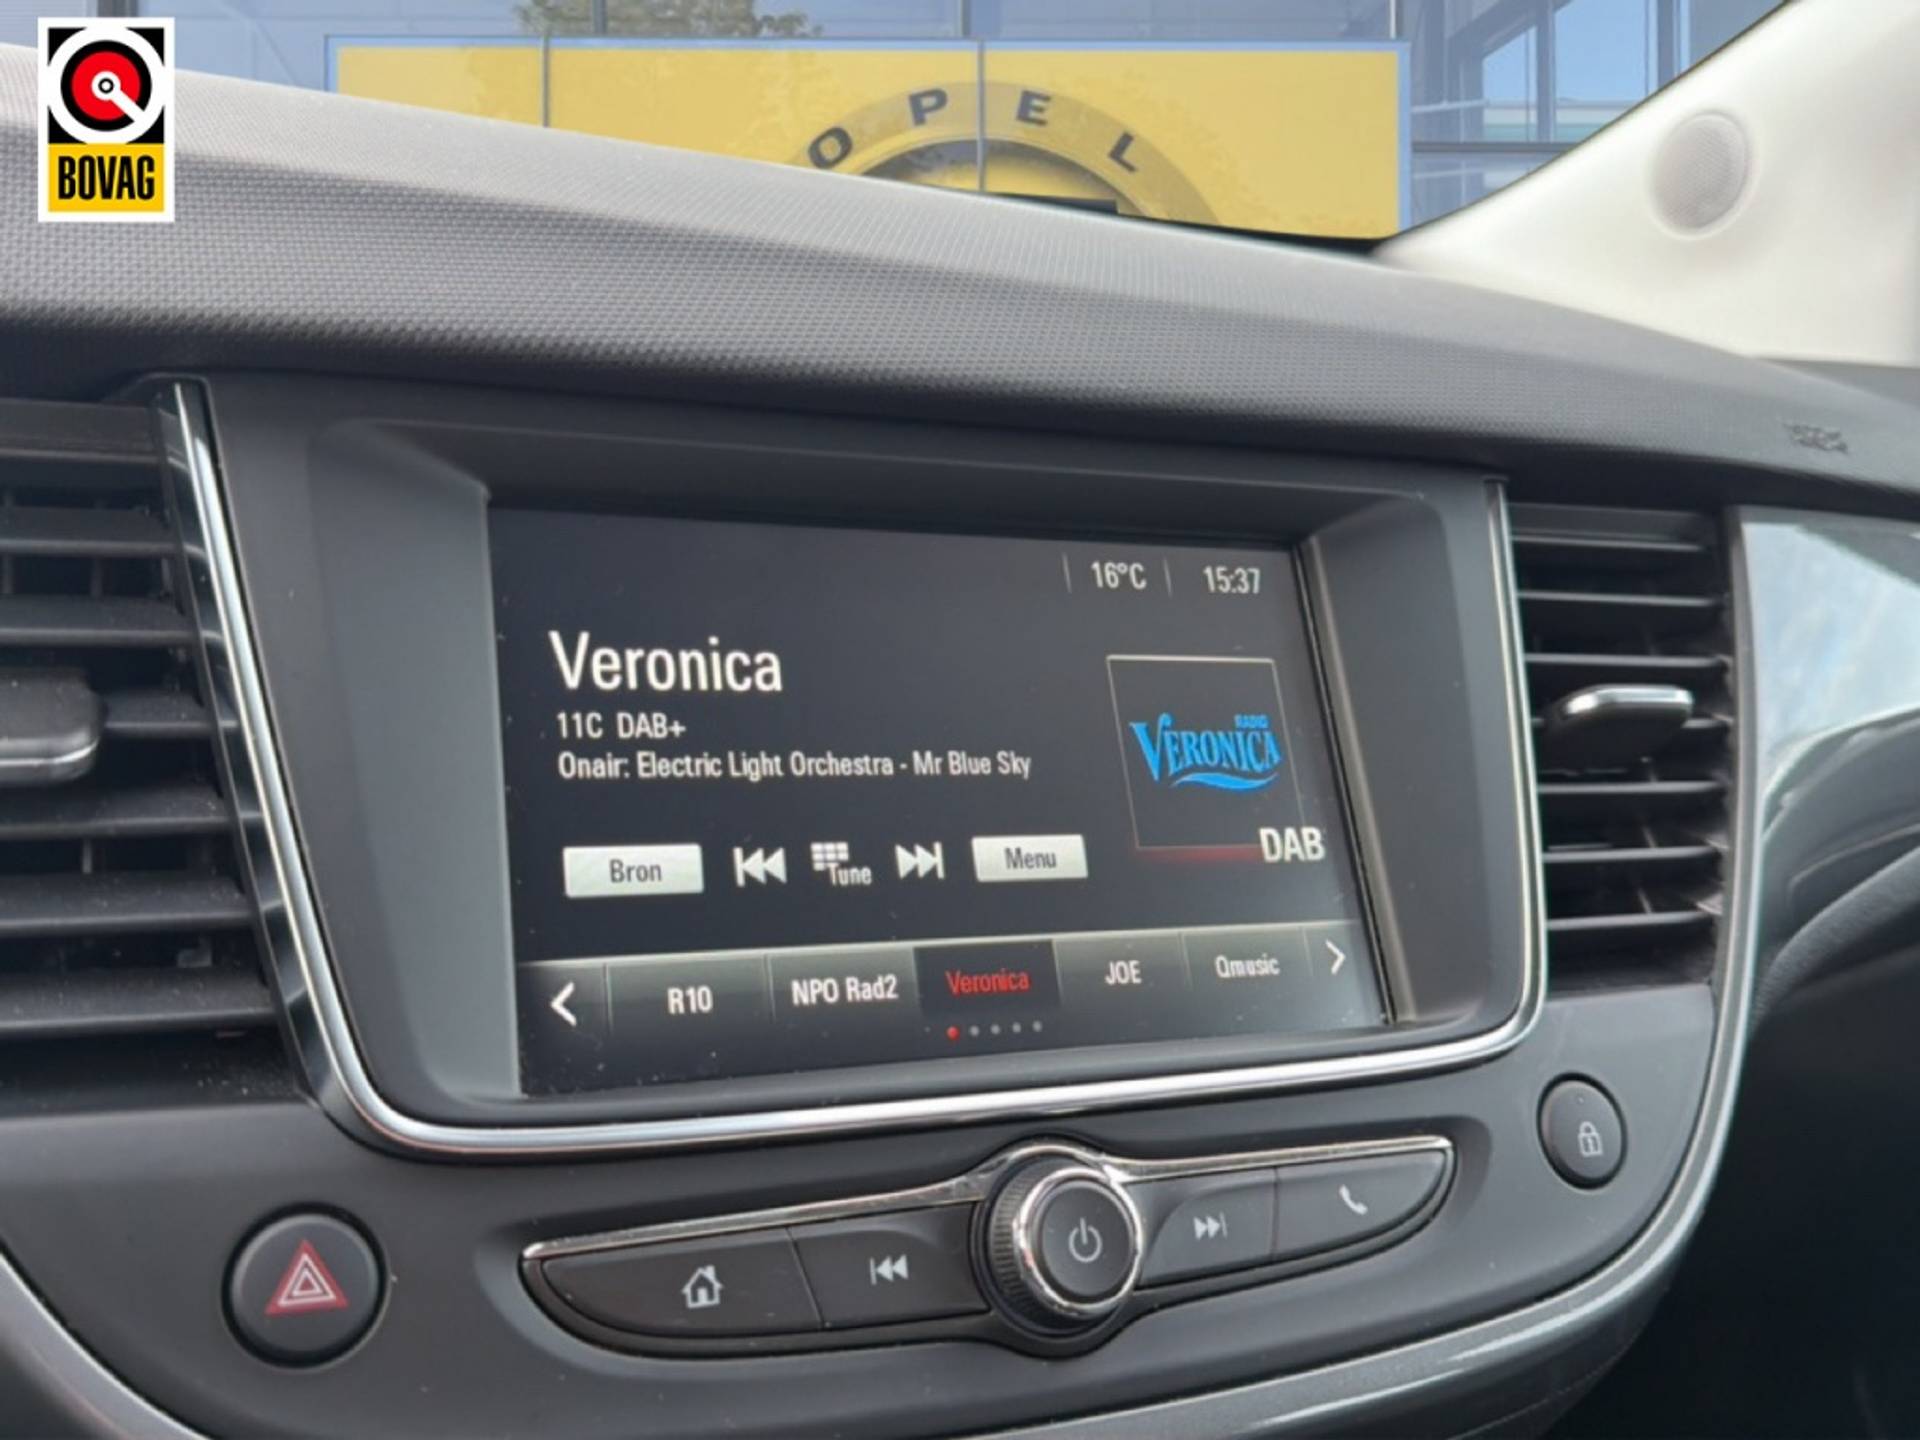 BOVAG
OPEL
16°C 15:37
Veronica
11C DAB+
Onair: Electric Light Orchestra - Mr Blue Sky
RADIO
VERONICA
DAB
Bron Tune Menu
R10 NPO Rad2 Veronica JOE Qmusic